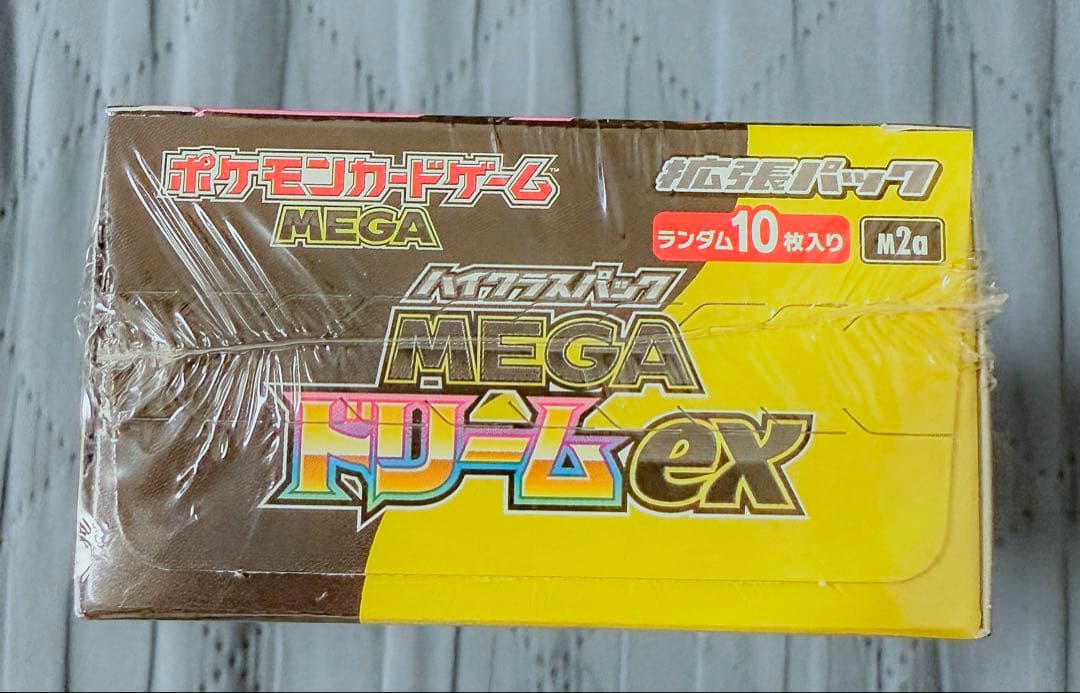 ポケモンカードゲーム™
MEGA
拡張パック
ランダム10枚入り
M2a
ハイクラスパック
MEGA
ドリームex